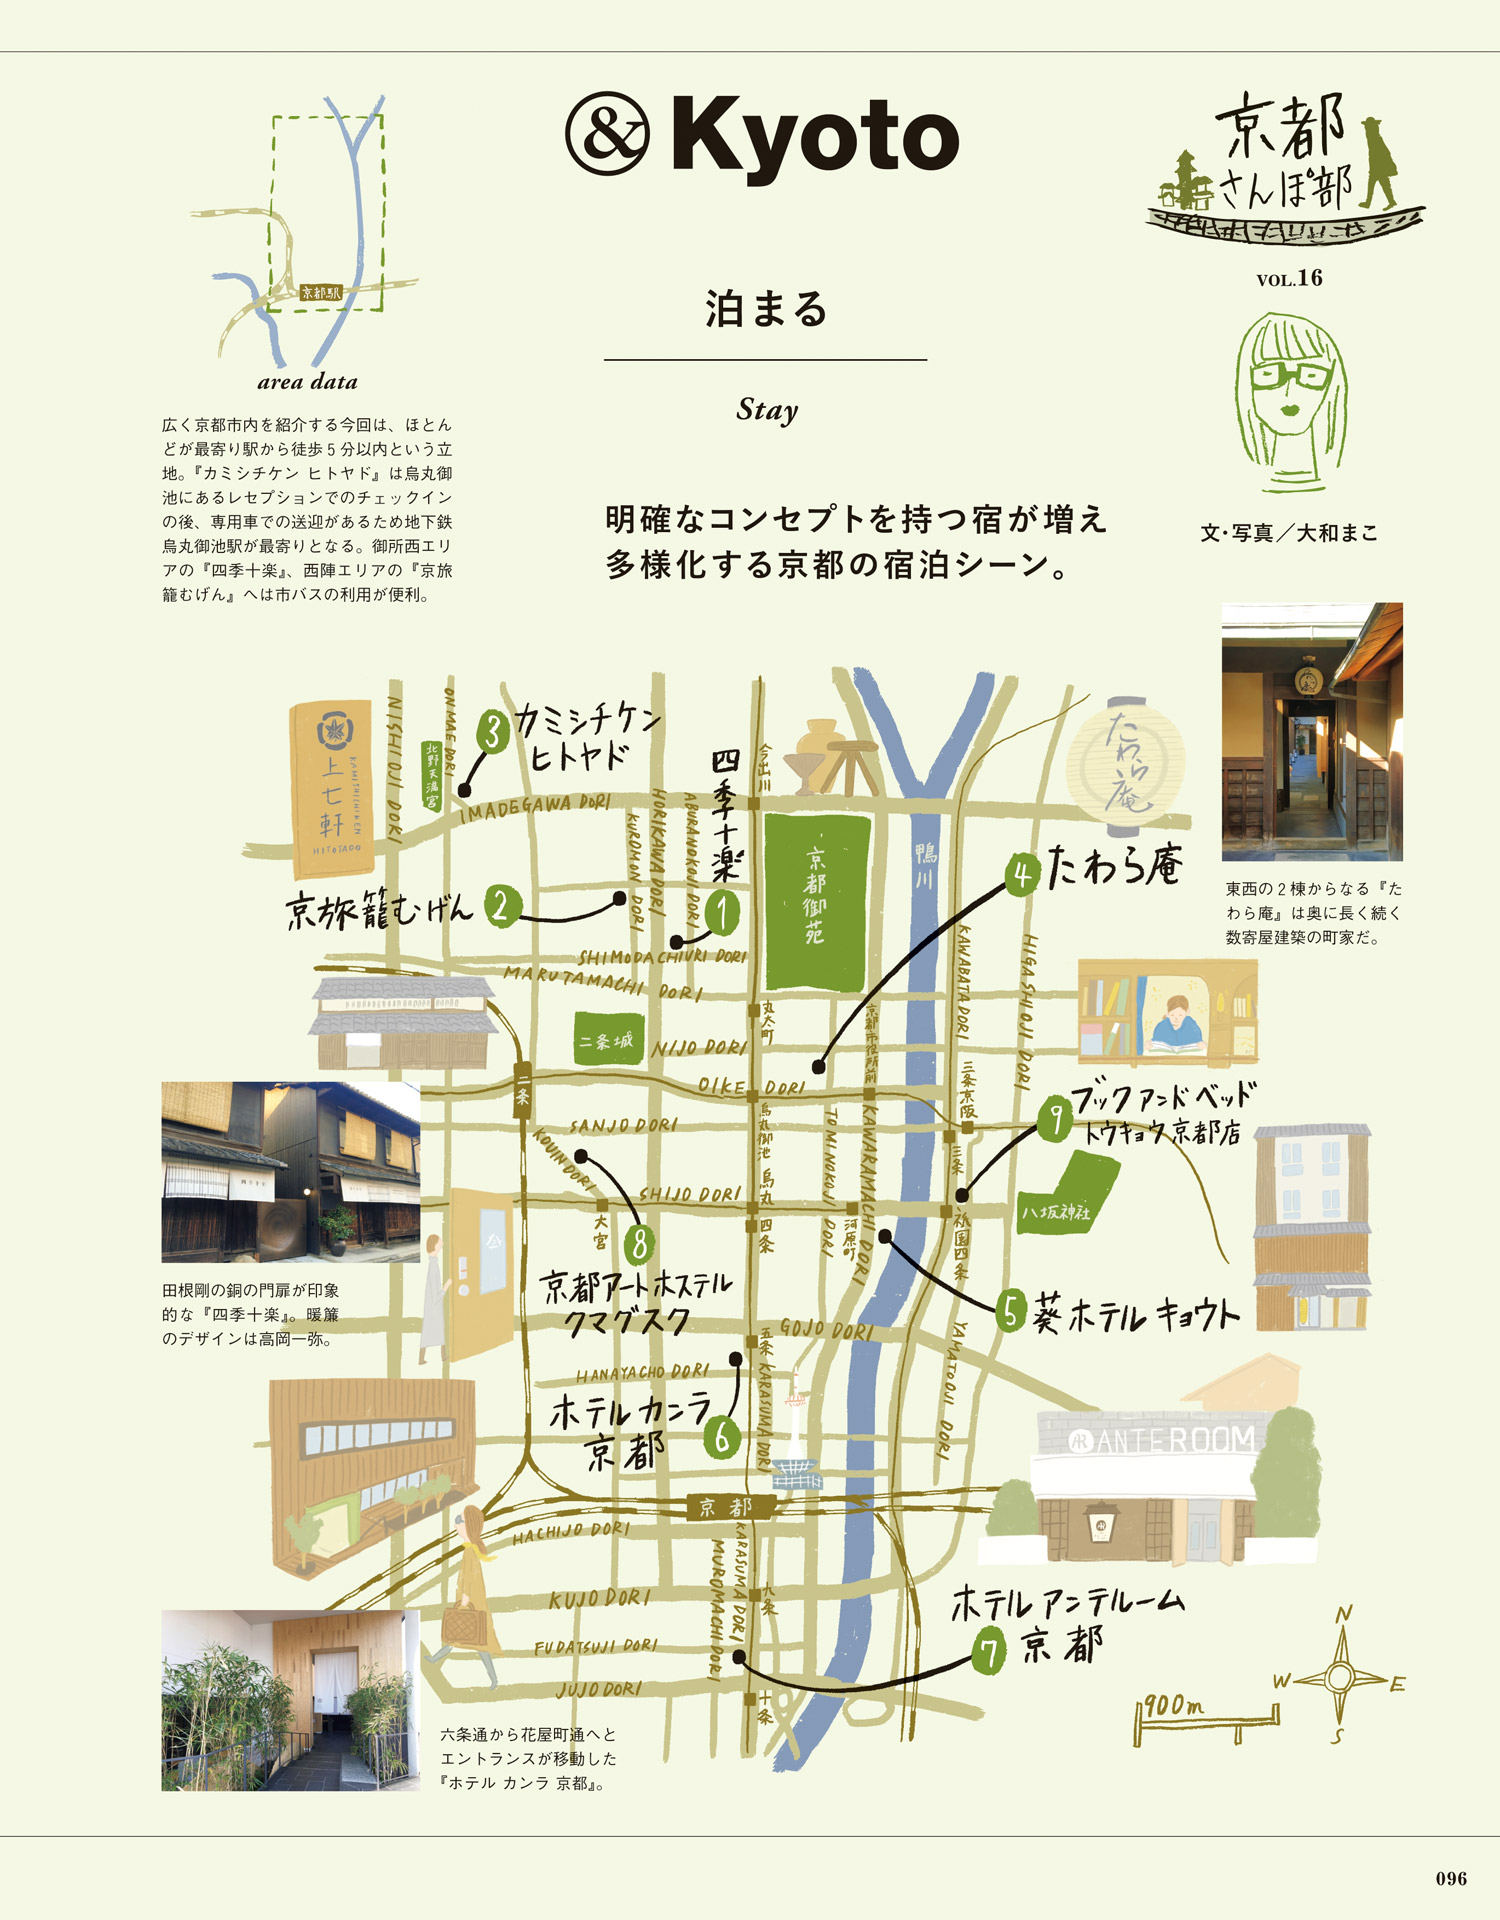 & Kyoto
京都
さんぽ部
VOL.16
文・写真／大和まこ
泊まる
Stay
明確なコンセプトを持つ宿が増え
多様化する京都の宿泊シーン。
京都駅
area data
広く京都市内を紹介する今回は、ほとん
どが最寄り駅から徒歩5分以内という立
地。『カミシチケン ヒトヤド』は烏丸御
池にあるレセプションでのチェックイン
の後、専用車での送迎があるため地下鉄
烏丸御池駅が最寄りとなる。御所西エリ
アの『四季十楽』、西陣エリアの『京旅
籠むげん』へは市バスの利用が便利。
東西の2棟からなる『た
わら庵』は奥に長く続く
数寄屋建築の町家だ。
上七軒
KAMISHICHIKEN
HITOYADO
NISHIOJI DORI
ONMAE DORI
北野天満宮
3 カミシチケン
ヒトヤド
IMADEGAWA DORI
HORIKAWA DORI
KUROMON DORI
ABURANOKOJI DORI
四季十楽
1
今出川
京都御苑
鴨川
たわら庵
4 たわら庵
京旅籠むげん 2
SHIMODACHIURI DORI
MARUTAMACHI DORI
丸太町
二条城
NIJO DORI
OIKE DORI
京都市役所前
KAWABATA DORI
HIGASHIOJI DORI
二条
SANJO DORI
KOUIN DORI
烏丸御池
TOMINOKOJI DORI
KAWARAMACHI DORI
三条京阪
三条
9 ブックアンドベッド
トウキョウ京都店
八坂神社
SHIJO DORI
烏丸
四条
大宮
河原町
祇園四条
8
京都アートホステル
クマグスク
5 葵ホテル キョウト
田根剛の銅の門扉が印象
的な『四季十楽』。暖簾
のデザインは高岡一弥。
GOJO DORI
五条
KARASUMA DORI
YAMATOOJI DORI
HANAYACHO DORI
ホテルカンラ
京都 6
ANTEROOM
京都
HACHIJO DORI
KARASUMA DORI
MUROMACHI DORI
KUJO DORI
九条
FUDATSUJI DORI
JUJO DORI
十条
ホテルアンテルーム
7 京都
N
W E
S
900m
六条通から花屋町通へと
エントランスが移動した
『ホテル カンラ 京都』。
096